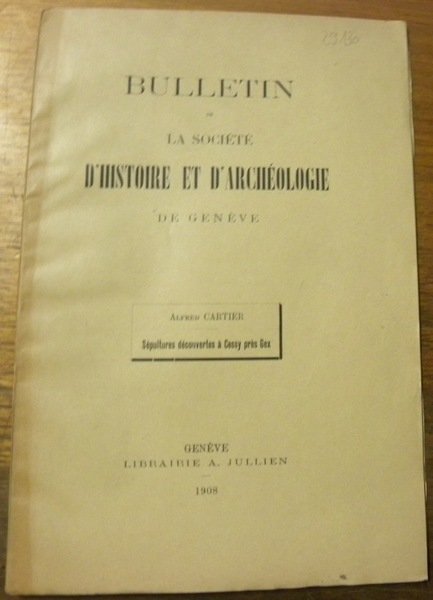 BULLETIN
DE
LA SOCIÉTÉ
D'HISTOIRE ET D'ARCHÉOLOGIE
DE GENÈVE
ALFRED CARTIER
Sépultures découvertes à Cessy près Gex
GENÈVE
LIBRAIRIE A. JULLIEN
1908